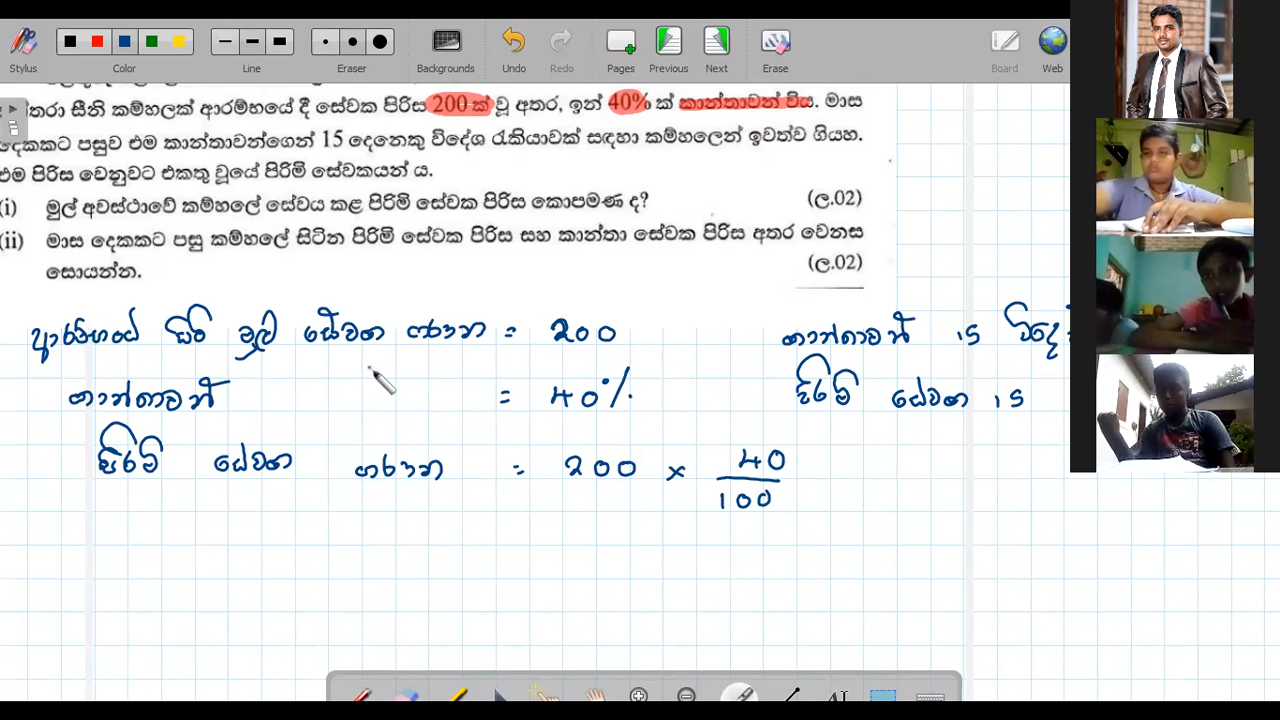 Stylus Color Line Eraser Backgrounds Undo Redo Pages Previous Next Erase Board Web
තරා සීනි කම්හලක් ආරම්භයේ දී සේවක පිරිස 200 ක් වූ අතර, ඉන් 40% ක් කාන්තාවන් විය. මාස
දෙකකට පසුව එම කාන්තාවන්ගෙන් 15 දෙනෙකු විදේශ රැකියාවක් සඳහා කම්හලෙන් ඉවත්ව ගියහ.
එම පිරිස වෙනුවට එකතු වූයේ පිරිමි සේවකයන් ය.
(i) මුල් අවස්ථාවේ කම්හලේ සේවය කළ පිරිමි සේවක පිරිස කොපමණ ද? (ල.02)
(ii) මාස දෙකකට පසු කම්හලේ සිටින පිරිමි සේවක පිරිස සහ කාන්තා සේවක පිරිස අතර වෙනස
සොයන්න. (ල.02)
ආරම්භයේ සිටි මුල් සේවක ගණන = 200
කාන්තාවන් 15 විදෙ
කාන්තාවන් = 40%
පිරිමි සේවක 15
පිරිමි සේවක ගණන = 200 × 40
100